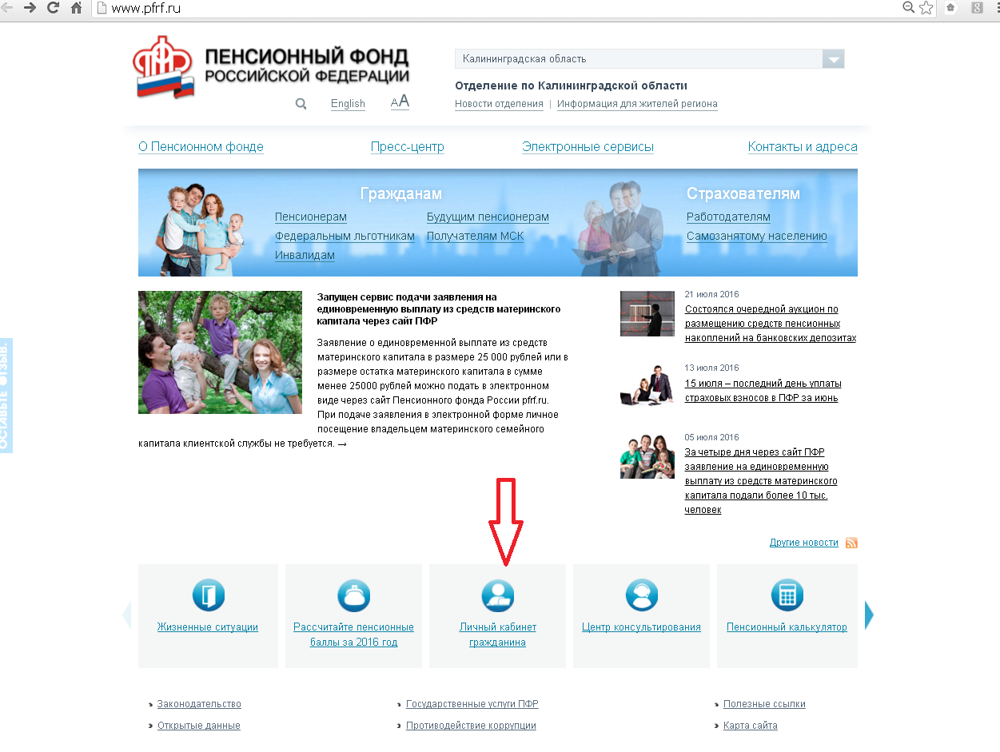 www.pfrf.ru
ПЕНСИОННЫЙ ФОНД
РОССИЙСКОЙ ФЕДЕРАЦИИ
English
AA
Калининградская область
Отделение по Калининградской области
Новости отделения | Информация для жителей региона
О Пенсионном фонде
Пресс-центр
Электронные сервисы
Контакты и адреса
Гражданам
Пенсионерам
Будущим пенсионерам
Федеральным льготникам
Получателям МСК
Инвалидам
Страхователям
Работодателям
Самозанятому населению
Запущен сервис подачи заявления на
единовременную выплату из средств материнского
капитала через сайт ПФР
Заявление о единовременной выплате из средств
материнского капитала в размере 25 000 рублей или в
размере остатка материнского капитала в сумме
менее 25000 рублей можно подать в электронном
виде через сайт Пенсионного фонда России pfrf.ru.
При подаче заявления в электронной форме личное
посещение владельцем материнского семейного
капитала клиентской службы не требуется. →
21 июля 2016
Состоялся очередной аукцион по
размещению средств пенсионных
накоплений на банковских депозитах
13 июля 2016
15 июля – последний день уплаты
страховых взносов в ПФР за июнь
05 июля 2016
За четыре дня через сайт ПФР
заявление на единовременную
выплату из средств материнского
капитала подали более 10 тыс.
человек
Другие новости
ОСТАВЬТЕ ОТЗЫВ.
Жизненные ситуации
Рассчитайте пенсионные
баллы за 2016 год
Личный кабинет
гражданина
Центр консультирования
Пенсионный калькулятор
Законодательство
Государственные услуги ПФР
Полезные ссылки
Открытые данные
Противодействие коррупции
Карта сайта